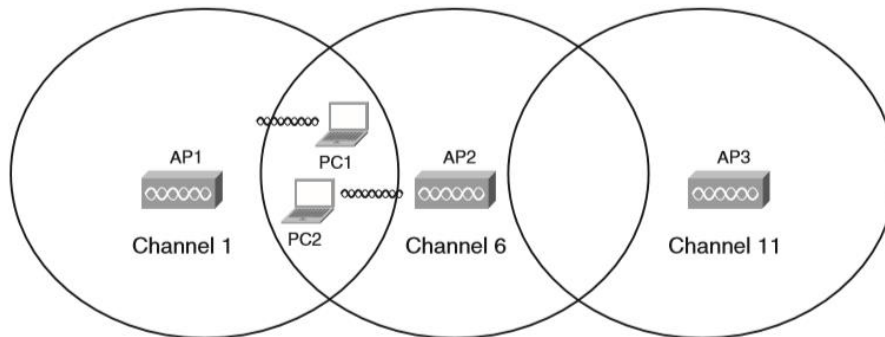 PC1
AP1
AP2
AP3
PC2
Channel 1
Channel 6
Channel 11